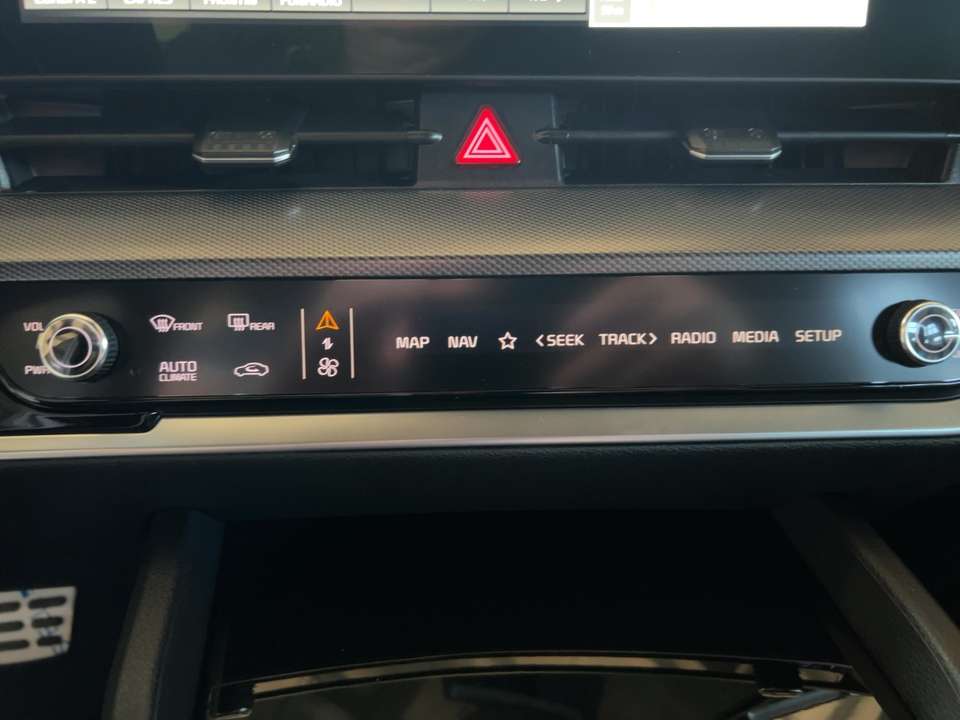 VOL
PWR
FRONT
REAR
AUTO
CLIMATE
MAP NAV <SEEK TRACK> RADIO MEDIA SETUP